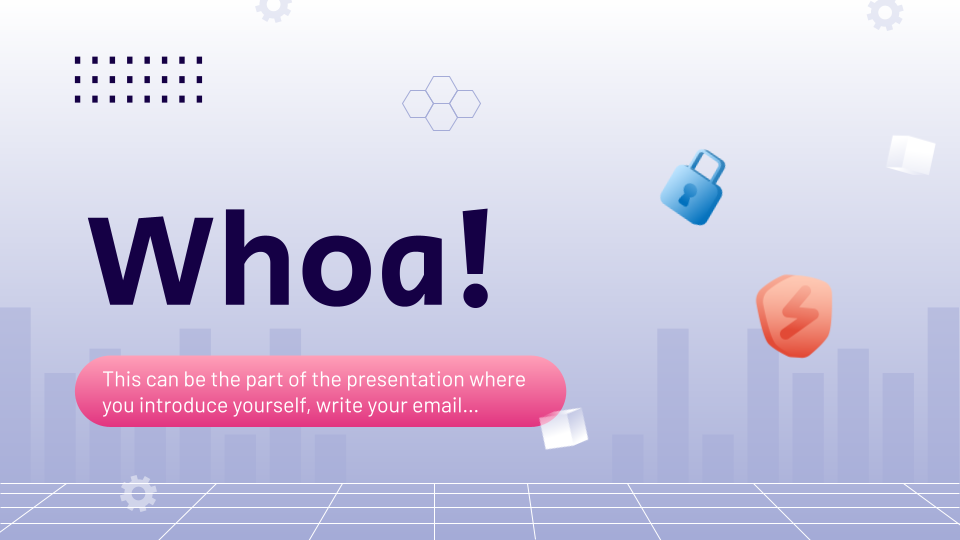 Whoa!
This can be the part of the presentation where
you introduce yourself, write your email...